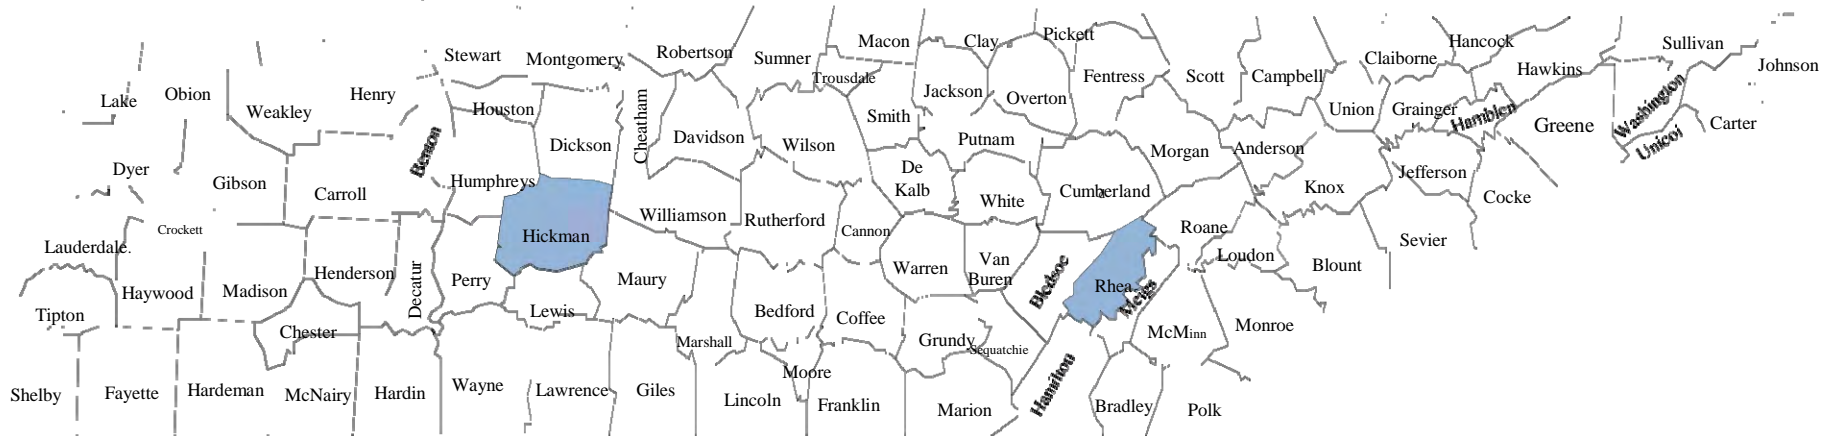 Stewart
Montgomery
Robertson
Sumner
Macon
Clay
Pickett
Hancock
Sullivan
Lake
Obion
Weakley
Henry
Houston
Cheatham
Trousdale
Jackson
Overton
Fentress
Scott
Campbell
Claiborne
Hawkins
Johnson
Dickson
Davidson
Wilson
Smith
Putnam
Morgan
Anderson
Union
Grainger
Hamblen
Greene
Washington
Unicoi
Carter
Dyer
Gibson
Carroll
Benton
Humphreys
De
Kalb
White
Cumberland
Knox
Jefferson
Cocke
Lauderdale.
Crockett
Hickman
Williamson
Rutherford
Cannon
Roane
Loudon
Blount
Sevier
Haywood
Madison
Henderson
Decatur
Perry
Lewis
Maury
Warren
Van
Buren
Bledsoe
Rhea
Meigs
Tipton
Chester
Bedford
Coffee
Grundy
Sequatchie
McMinn
Monroe
Marshall
Moore
Shelby
Fayette
Hardeman
McNairy
Hardin
Wayne
Lawrence
Giles
Lincoln
Franklin
Marion
Hamilton
Bradley
Polk